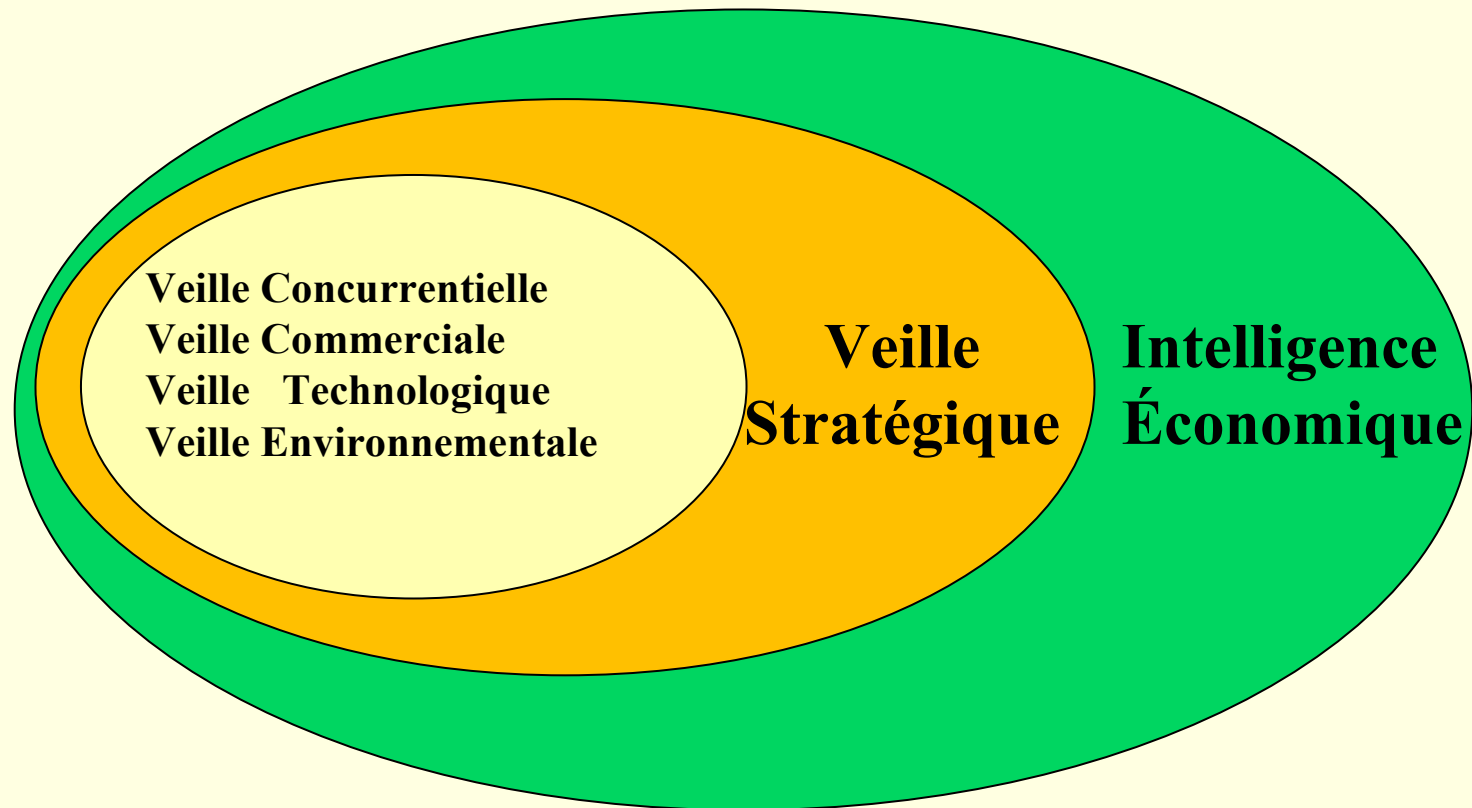 Veille Concurrentielle
Veille Commerciale
Veille Technologique
Veille Environnementale
Veille
Stratégique
Intelligence
Économique